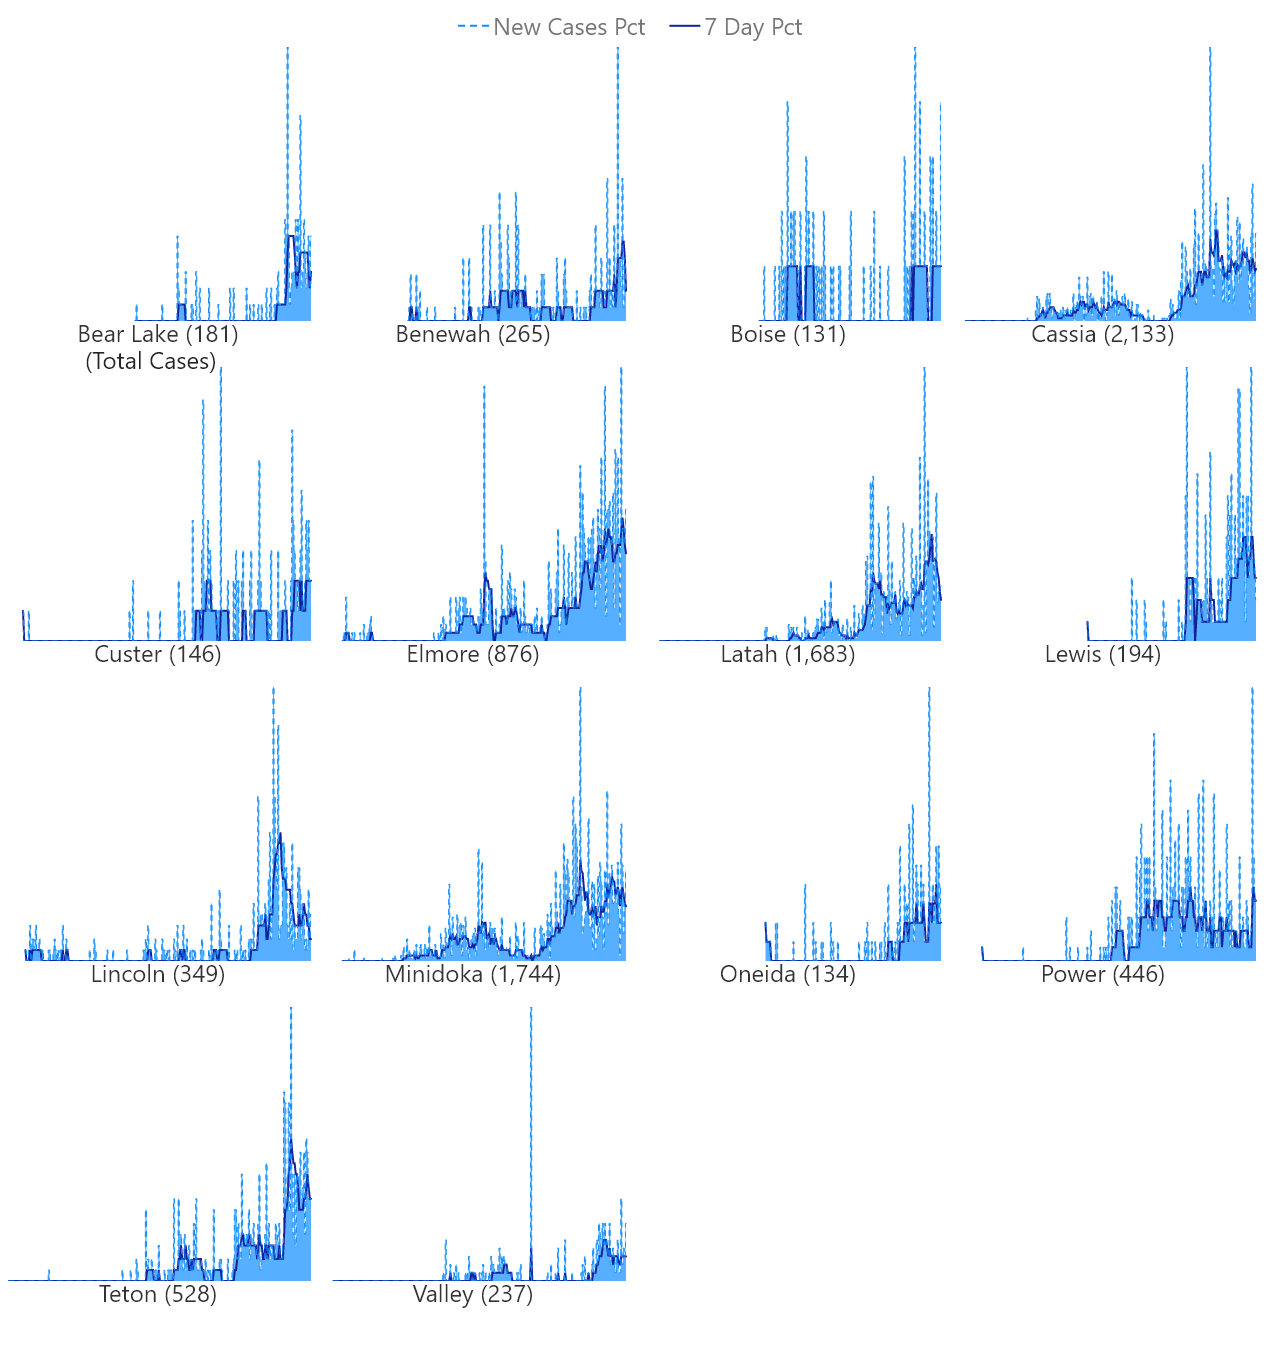 New Cases Pct 7 Day Pct
Bear Lake (181) Benewah (265) Boise (131) Cassia (2,133)
(Total Cases)
Custer (146) Elmore (876) Latah (1,683) Lewis (194)
Lincoln (349) Minidoka (1,744) Oneida (134) Power (446)
Teton (528) Valley (237)